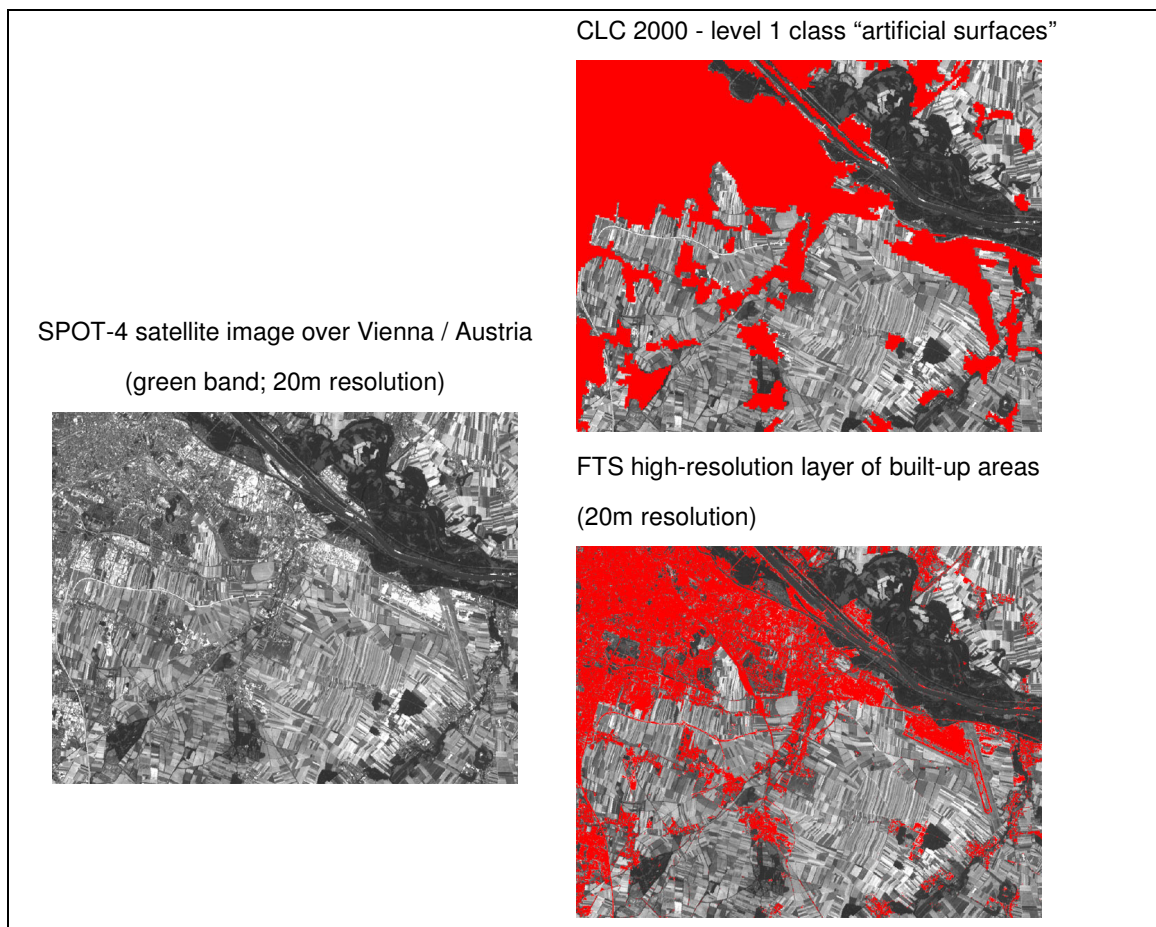 CLC 2000 - level 1 class “artificial surfaces”
SPOT-4 satellite image over Vienna / Austria
(green band; 20m resolution)
FTS high-resolution layer of built-up areas
(20m resolution)